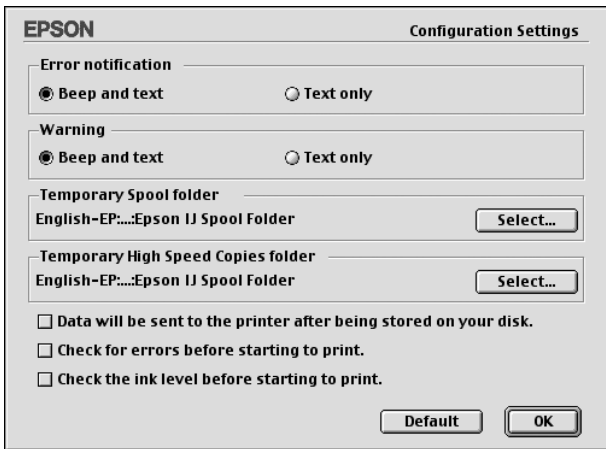 EPSON Configuration Settings
Error notification
Beep and text Text only
Warning
Beep and text Text only
Temporary Spool folder
English-EP:...:Epson IJ Spool Folder Select...
Temporary High Speed Copies folder
English-EP:...:Epson IJ Spool Folder Select...
Data will be sent to the printer after being stored on your disk.
Check for errors before starting to print.
Check the ink level before starting to print.
Default OK